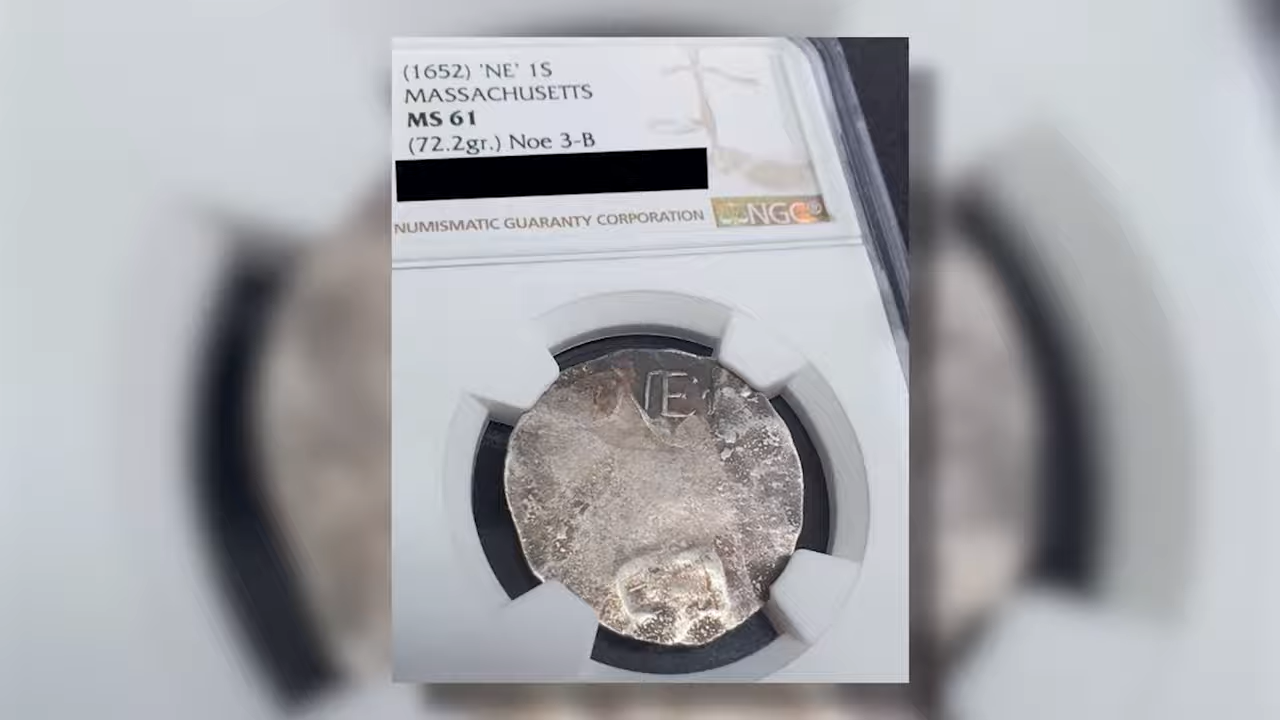 (1652) 'NE' 1S
MASSACHUSETTS
MS 61
(72.2gr.) Noe 3-B
NUMISMATIC GUARANTY CORPORATION
NGC®
NE